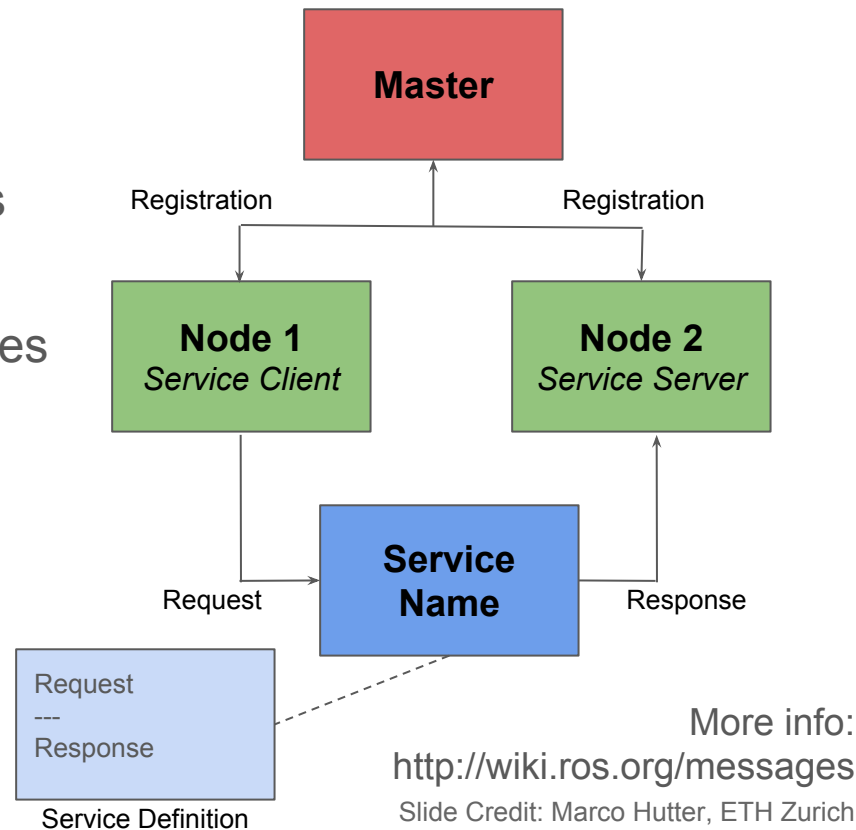 Master
s
Registration
Registration
es
Node 1
Service Client
Node 2
Service Server
Service
Name
Request
Response
Request
---
Response
Service Definition
More info:
http://wiki.ros.org/messages
Slide Credit: Marco Hutter, ETH Zurich